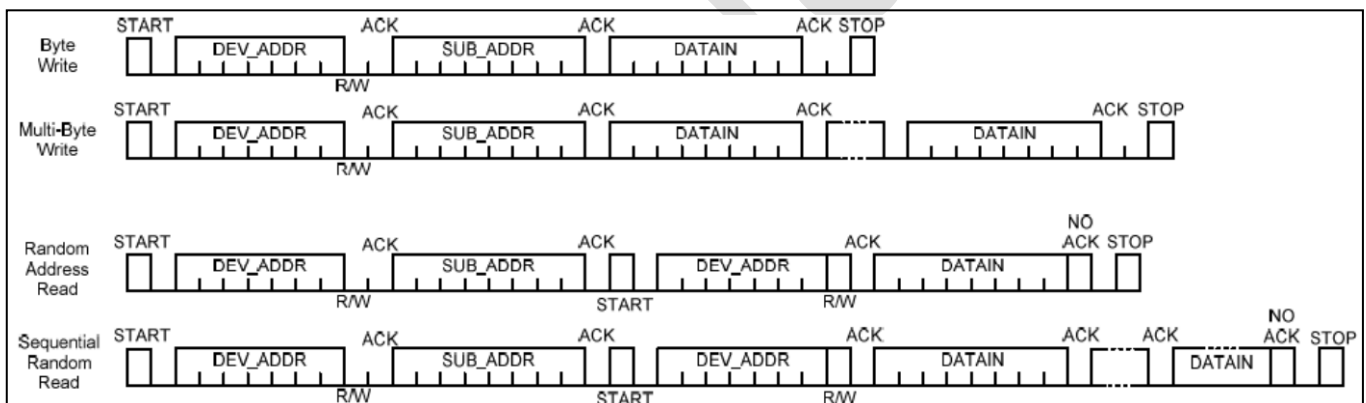 START ACK ACK ACK STOP
Byte
Write
DEV_ADDR SUB_ADDR DATAIN
R/W
START ACK ACK ACK ACK STOP
Multi-Byte
Write
DEV_ADDR SUB_ADDR DATAIN DATAIN
R/W
NO
START ACK ACK ACK ACK STOP
Random
Address
Read
DEV_ADDR SUB_ADDR DEV_ADDR DATAIN
R/W START R/W
NO
START ACK ACK ACK ACK ACK ACK STOP
Sequential
Random
Read
DEV_ADDR SUB_ADDR DEV_ADDR DATAIN DATAIN
R/W START R/W